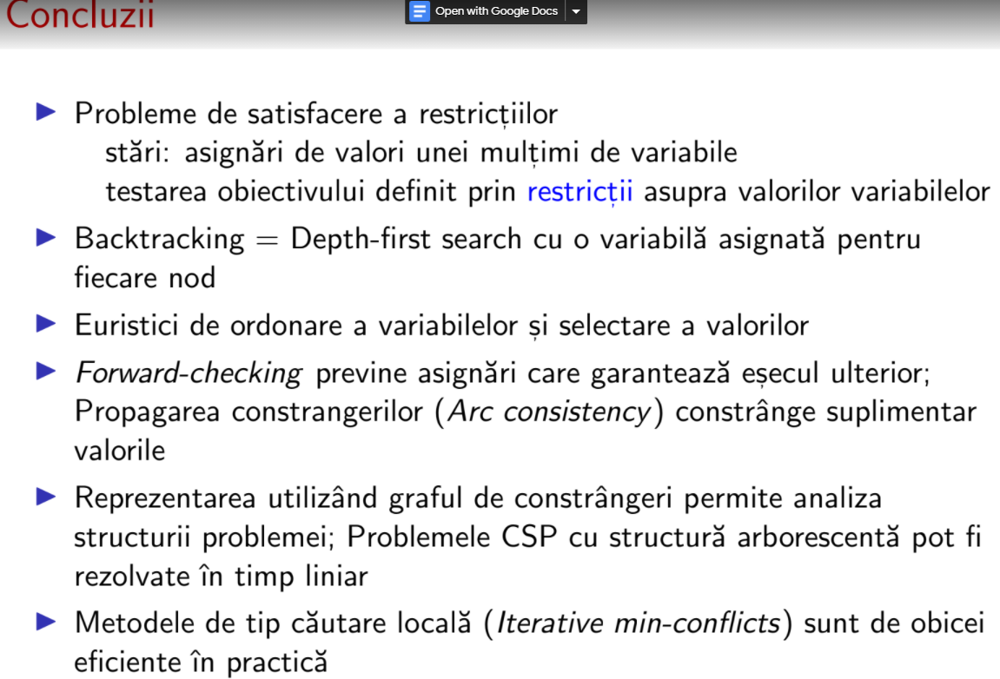 Concluzii
Open with Google Docs
Probleme de satisfacere a restricțiilor
stări: asignări de valori unei mulțimi de variabile
testarea obiectivului definit prin restricții asupra valorilor variabilelor
Backtracking = Depth-first search cu o variabilă asignată pentru
fiecare nod
Euristici de ordonare a variabilelor și selectare a valorilor
Forward-checking previne asignări care garantează eșecul ulterior;
Propagarea constrangerilor (Arc consistency) constrânge suplimentar
valorile
Reprezentarea utilizând graful de constrângeri permite analiza
structurii problemei; Problemele CSP cu structură arborescentă pot fi
rezolvate în timp liniar
Metodele de tip căutare locală (Iterative min-conflicts) sunt de obicei
eficiente în practică